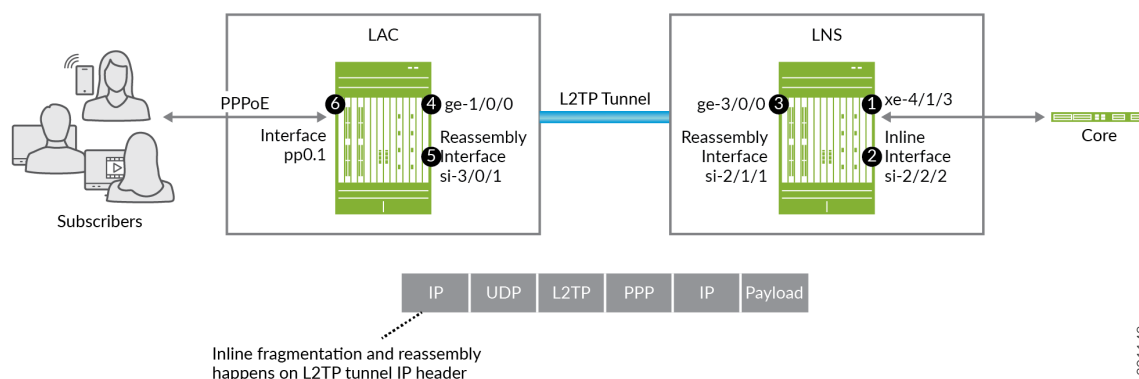 LAC
LNS
6
4 ge-1/0/0
L2TP Tunnel
ge-3/0/0 3
1 xe-4/1/3
PPPoE
Interface
pp0.1
Reassembly
5 Interface
si-3/0/1
Reassembly
Interface
si-2/1/1
Inline
2 Interface
si-2/2/2
Core
Subscribers
IP UDP L2TP PPP IP Payload
Inline fragmentation and reassembly
happens on L2TP tunnel IP header